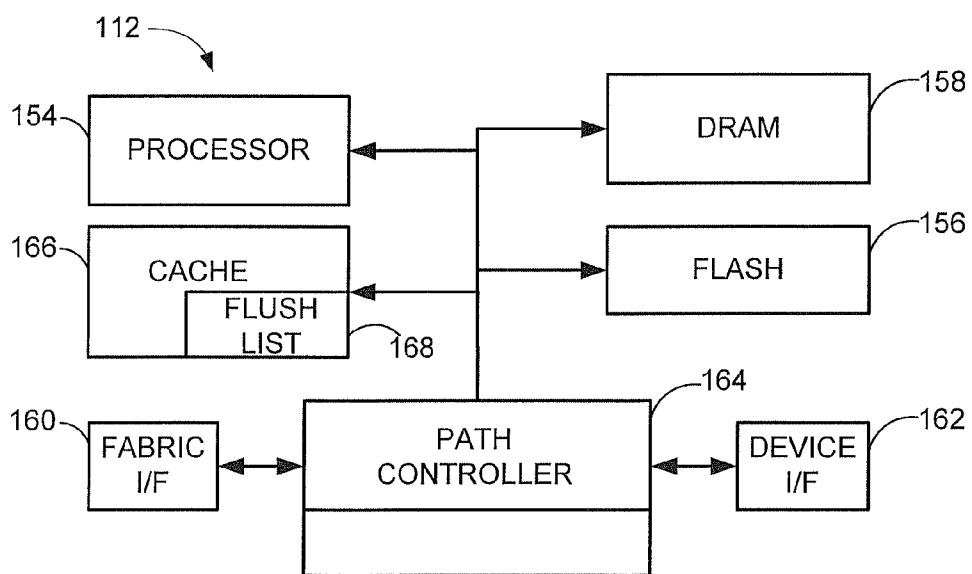 112
154
PROCESSOR
158
DRAM
166
CACHE
FLUSH
LIST
168
156
FLASH
160
FABRIC
I/F
164
PATH
CONTROLLER
162
DEVICE
I/F